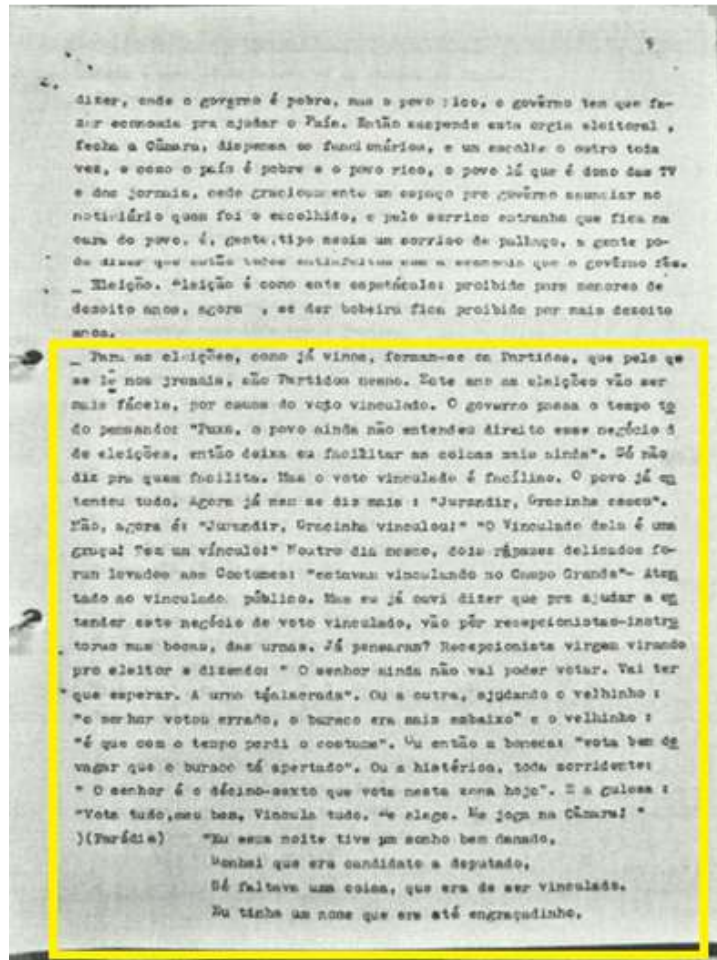 dizer, onde o governo é pobre, mas o povo rico, o govêrno tem que fa-
zer economia pra ajudar o País. Então suspende esta orgia eleitoral ,
fecha a Câmara, dispensa os funcionários, e um escolhe o outro toda
vez, e como o país é pobre e o povo rico, o povo lá que é dono das TV
e dos jornais, cede graciosamente um espaço pro govêrno anunciar no
noticiário quem foi o escolhido, e pelo sorriso estranho que fica na
cara do povo, é, gente,tipo assim um sorriso de palhaço, a gente po-
de dizer que estão todos satisfeitos com a economia que o govêrno fês.
_ Eleição. Eleição é como este espetáculo: proibido para menores de
dezoito anos, agora , se der bobeira fica proibido por mais dezoito
anos.
_ Para as eleições, como já vimos, formam-se os Partidos, que pelo qe
se lê nos jronais, são Partidos mesmo. Este ano as eleições vão ser
mais fáceis, por causa do voto vinculado. O governo passa o tempo to
do pensando: "Puxa, o povo ainda não entendeu direito esse negócio d
de eleições, então deixa eu facilitar as coisas mais ainda". Só não
diz pra quem facilita. Mas o voto vinculado é facílimo. O povo já en
tendeu tudo. Agora já nem se diz mais : "Jurandir, Gracinha casou".
Não, agora é: "Jurandir, Gracinha vinculou!" "O Vinculado dela é uma
graça! Tem um vínculo!" Noutro dia mesmo, dois rapazes delicados fo-
ram levados aos Costumes: "estavam vinculando no Campo Grande"- Aten
tado ao vinculado público. Mas eu já ouvi dizer que pra ajudar a en
tender este negócio de voto vinculado, vão pôr recepcionistas-instru
toras nas bocas, das urnas. Já pensaram? Recepcionista virgem virando
pro eleitor e dizendo: " O senhor ainda não vai poder votar. Vai ter
que esperar. A urna tálacrada". Ou a outra, ajudando o velhinho :
"o senhor votou errado, o buraco era mais embaixo" e o velhinho :
"é que com o tempo perdi o costume". Ou então a boneca: "vota bem de
vagar que o buraco tá apertado". Ou a histérica, toda sorridente:
" O senhor é o décimo-sexto que vota nesta zona hoje". E a gulosa :
"Vota tudo,meu bem, Vincula tudo. Me elege. Me joga na Câmara! "
)(Paródia) "Eu essa noite tive um sonho bem danado,
Sonhei que era candidato a deputado,
Só faltava uma coisa, que era de ser vinculado.
Eu tinha um nome que era até engraçadinho,